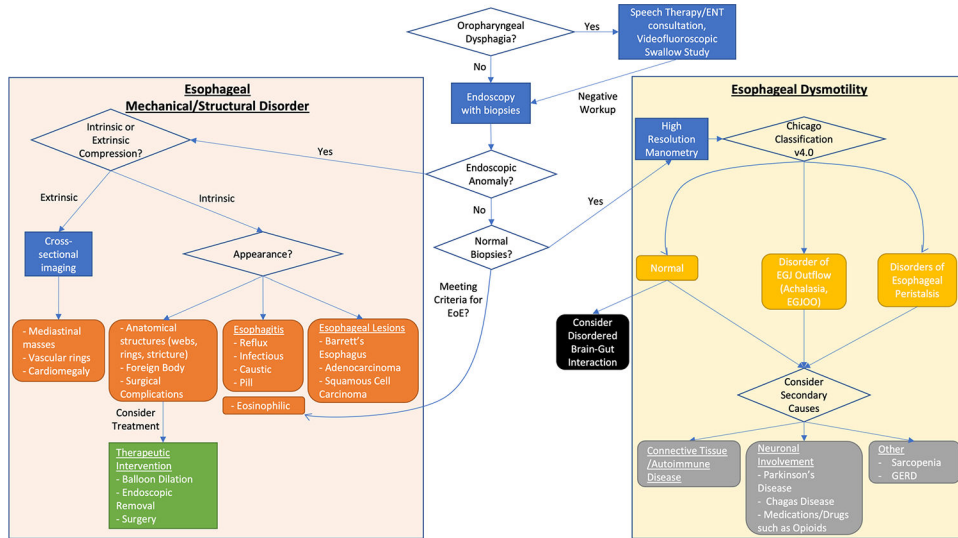 Oropharyngeal
Dysphagia?
Yes
Speech Therapy/ENT
consultation,
Videofluoroscopic
Swallow Study
No
Negative
Workup
Endoscopy
with biopsies
Endoscopic
Anomaly?
Yes
No
Normal
Biopsies?
Yes
Meeting
Criteria for
EoE?
Esophageal
Mechanical/Structural Disorder
Intrinsic or
Extrinsic
Compression?
Extrinsic
Intrinsic
Cross-
sectional
imaging
Appearance?
- Mediastinal
masses
- Vascular rings
- Cardiomegaly
- Anatomical
structures (webs,
rings, stricture)
- Foreign Body
- Surgical
Complications
Esophagitis
- Reflux
- Infectious
- Caustic
- Pill
- Eosinophilic
Esophageal Lesions
- Barrett's
Esophagus
- Adenocarcinoma
- Squamous Cell
Carcinoma
Consider
Treatment
Therapeutic
Intervention
- Balloon Dilation
- Endoscopic
Removal
- Surgery
Esophageal Dysmotility
High
Resolution
Manometry
Chicago
Classification
v4.0
Normal
Disorder of
EGJ Outflow
(Achalasia,
EGJOO)
Disorders of
Esophageal
Peristalsis
Consider
Disordered
Brain-Gut
Interaction
Consider
Secondary
Causes
Connective Tissue
/Autoimmune
Disease
Neuronal
Involvement
- Parkinson's
Disease
- Chagas Disease
- Medications/Drugs
such as Opioids
Other
- Sarcopenia
- GERD